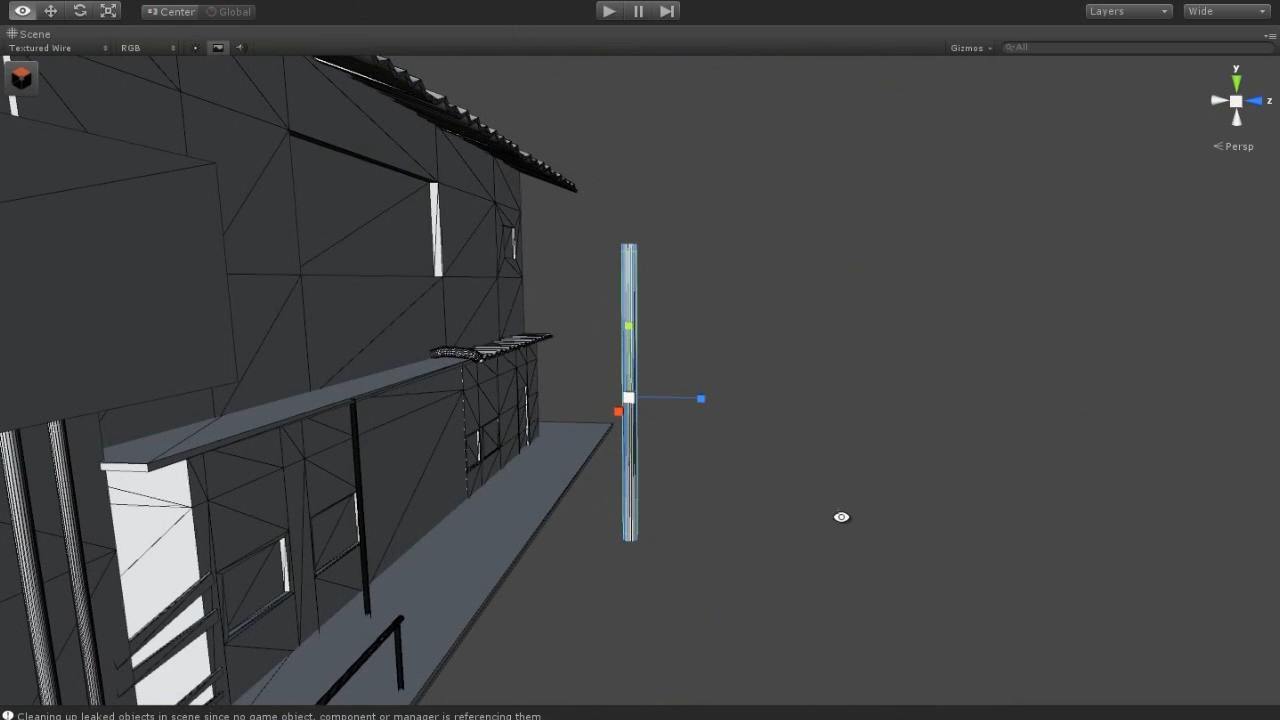 Center Global
Layers Wide
Scene
Textured Wire RGB Gizmos All
y
z
Persp
Cleaning up leaked objects in scene since no game object, component or manager is referencing them